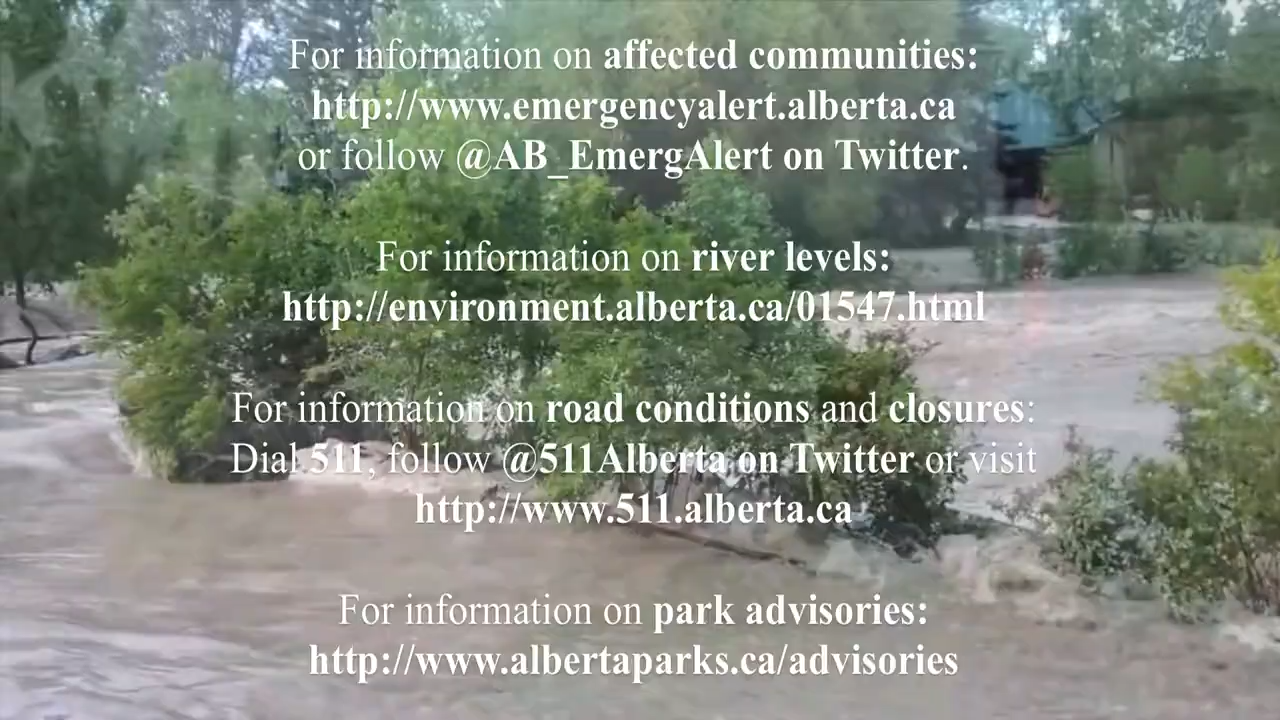 For information on affected communities:
http://www.emergencyalert.alberta.ca
or follow @AB_EmergAlert on Twitter.
For information on river levels:
http://environment.alberta.ca/01547.html
For information on road conditions and closures:
Dial 511, follow @511Alberta on Twitter or visit
http://www.511.alberta.ca
For information on park advisories:
http://www.albertaparks.ca/advisories